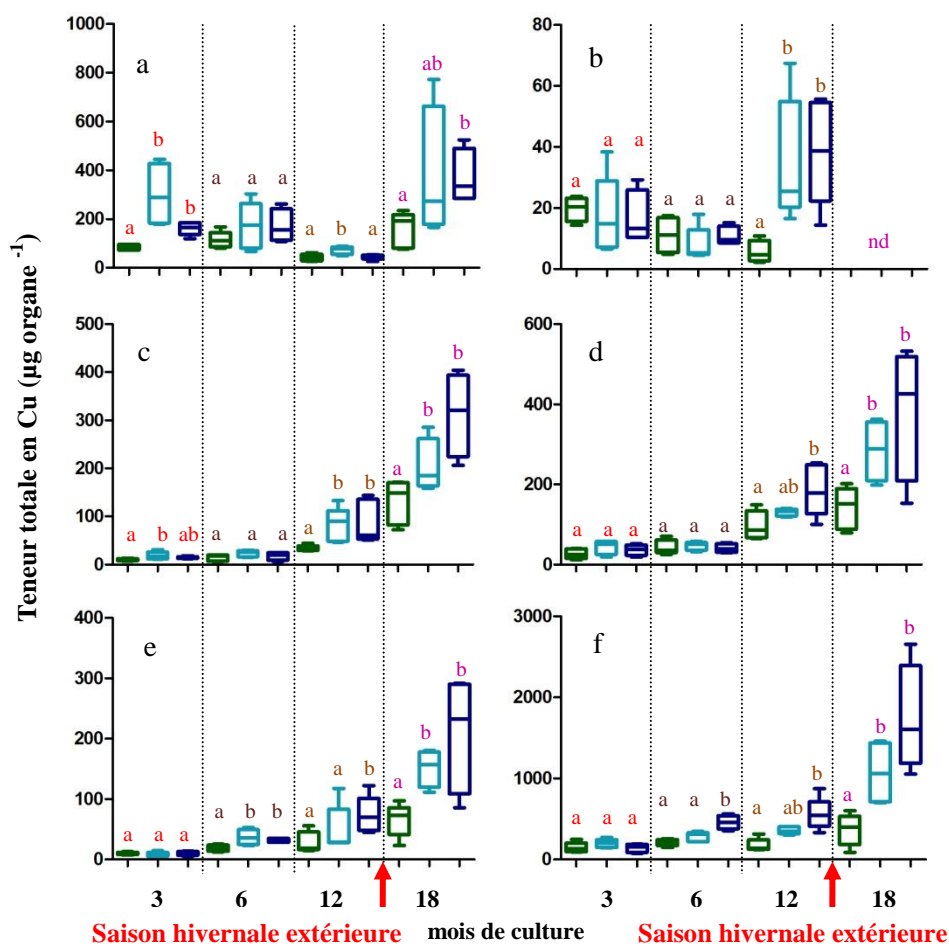 Teneur totale en Cu (µg organe -1)
1000
800
600
400
200
0
a
a
b
b
a
a
a
a
b
a
a
ab
b
80
60
40
20
0
b
a
a
a
a
a
a
a
b
b
nd
500
400
300
200
100
0
c
a
b
ab
a
a
a
a
b
b
a
b
b
600
400
200
0
d
a
a
a
a
a
a
a
ab
b
a
b
b
400
300
200
100
0
e
a
a
a
a
b
b
a
a
b
a
b
b
3000
2000
1000
0
f
a
a
a
a
a
b
a
ab
b
a
b
b
3 6 12 18
3 6 12 18
Saison hivernale extérieure
mois de culture
Saison hivernale extérieure